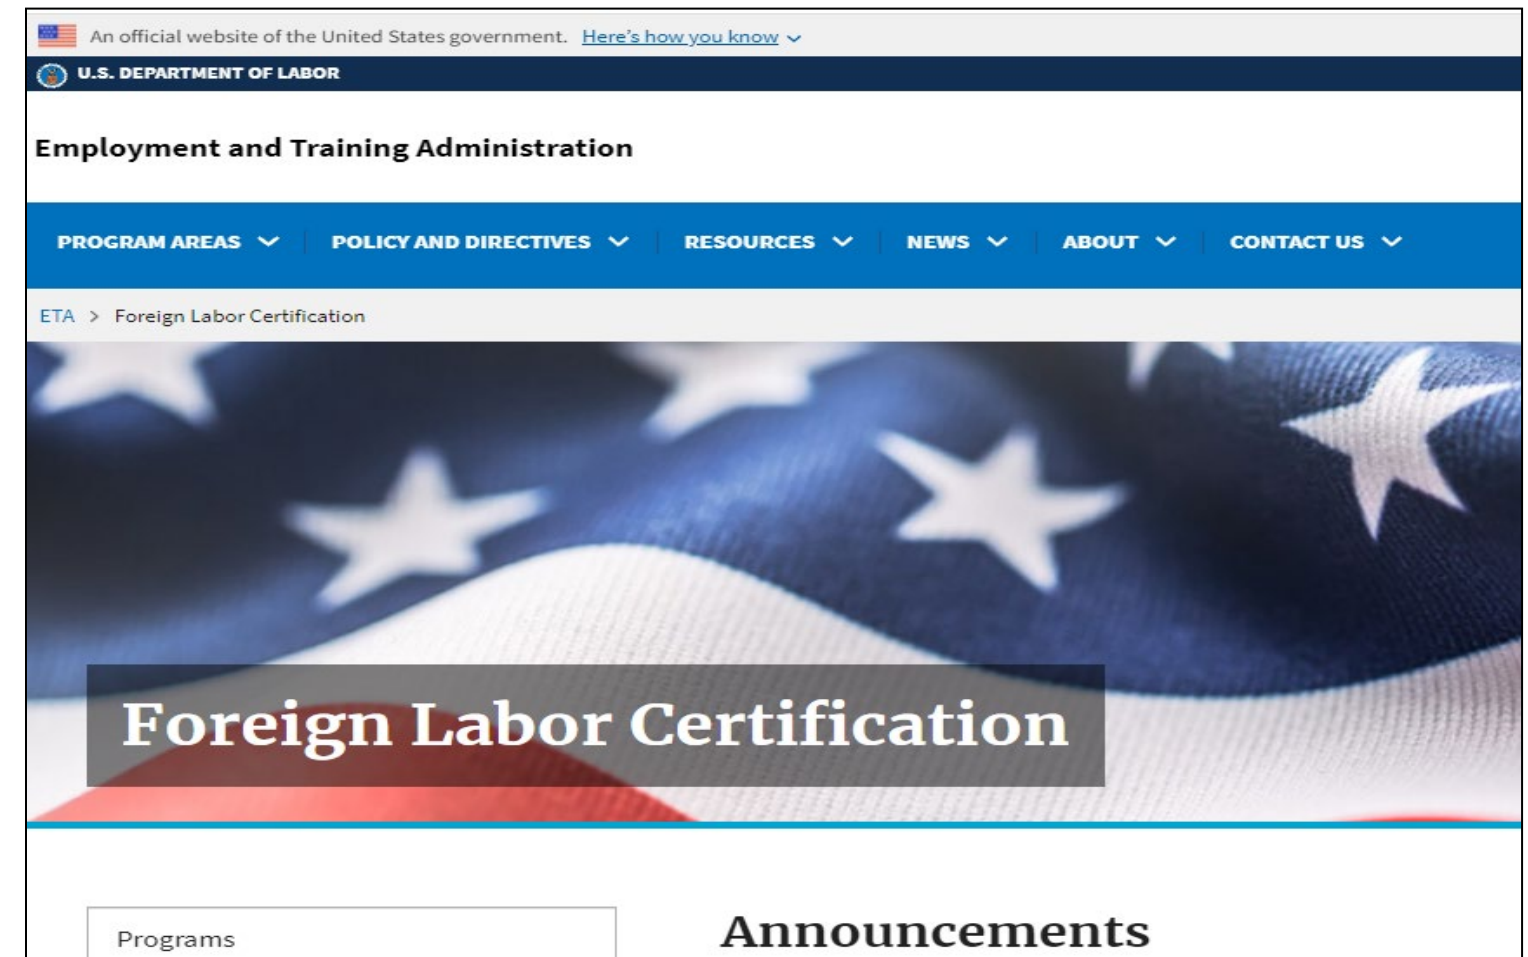 An official website of the United States government. Here's how you know
U.S. DEPARTMENT OF LABOR
Employment and Training Administration
PROGRAM AREAS POLICY AND DIRECTIVES RESOURCES NEWS ABOUT CONTACT US
ETA > Foreign Labor Certification
Foreign Labor Certification
Programs
Announcements